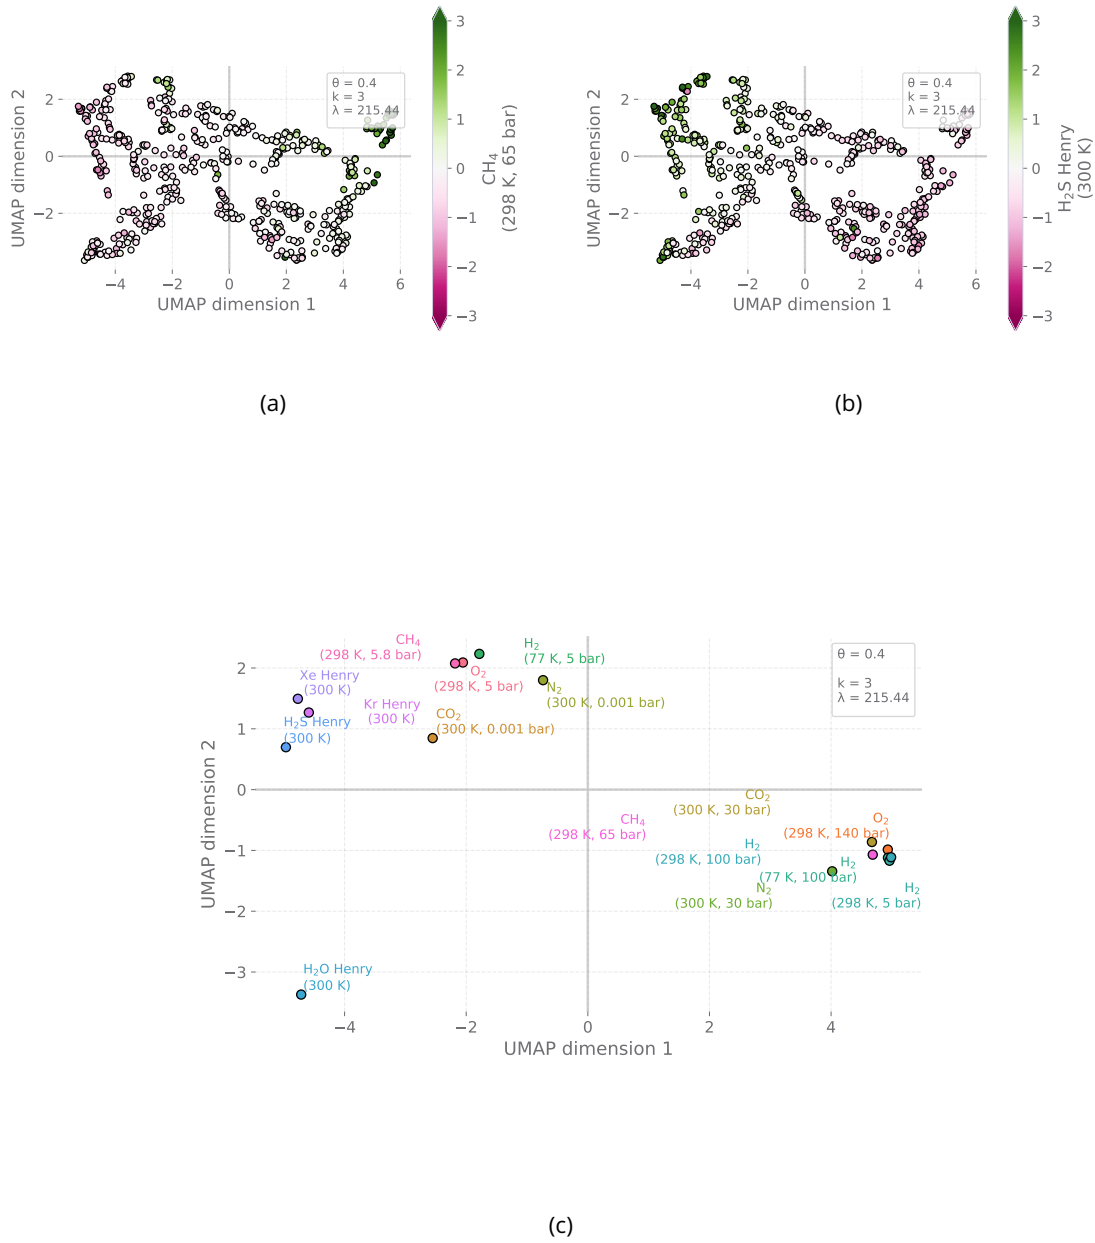 3
2
1
0
−1
−2
−3
CH4
(298 K, 65 bar)
θ = 0.4
k = 3
λ = 215.44
2
0
−2
UMAP dimension 2
−4
−2
0
2
4
6
UMAP dimension 1
(a)
3
2
1
0
−1
−2
−3
H2S Henry
(300 K)
θ = 0.4
k = 3
λ = 215.44
2
0
−2
UMAP dimension 2
−4
−2
0
2
4
6
UMAP dimension 1
(b)
CH4
(298 K, 5.8 bar)
H2
(77 K, 5 bar)
θ = 0.4
k = 3
λ = 215.44
O2
(298 K, 5 bar)
Xe Henry
(300 K)
N2
(300 K, 0.001 bar)
Kr Henry
(300 K)
CO2
(300 K, 0.001 bar)
H2S Henry
(300 K)
CO2
(300 K, 30 bar)
CH4
(298 K, 65 bar)
O2
(298 K, 140 bar)
H2
(298 K, 100 bar)
H2
(77 K, 100 bar)
N2
(300 K, 30 bar)
H2
(298 K, 5 bar)
H2O Henry
(300 K)
2
1
0
−1
−2
−3
UMAP dimension 2
−4
−2
0
2
4
UMAP dimension 1
(c)